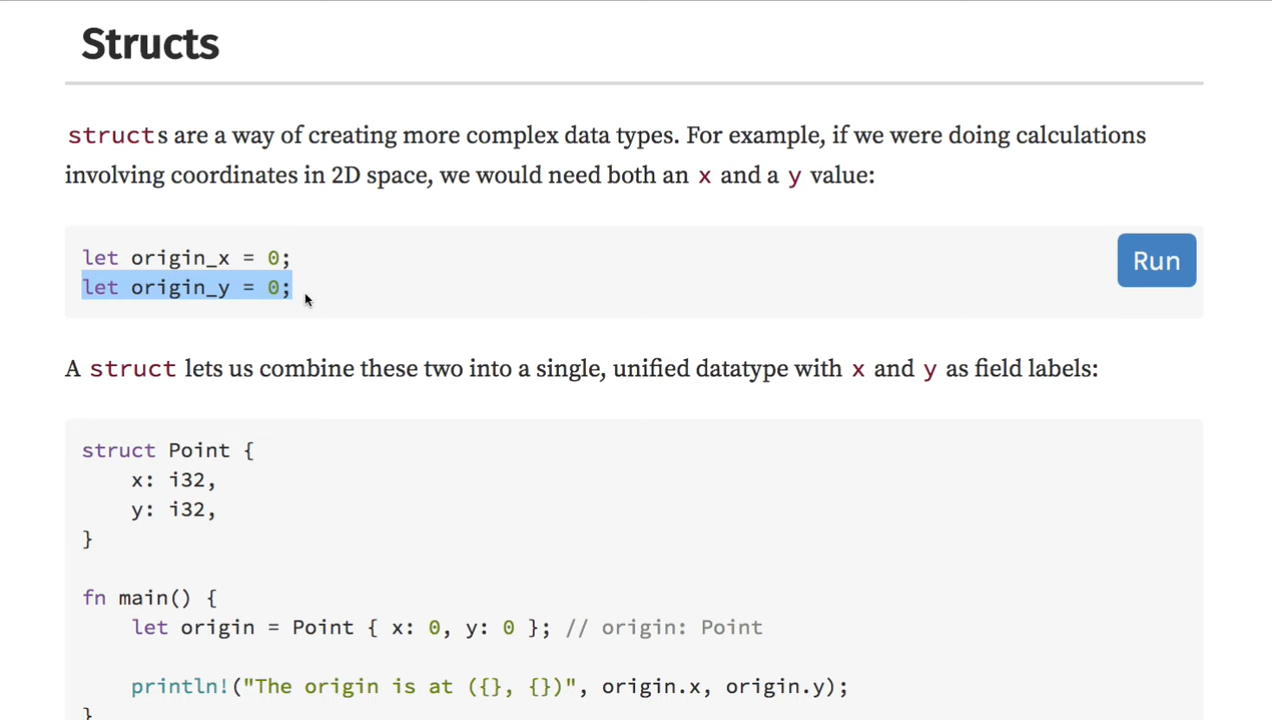 Structs
structs are a way of creating more complex data types. For example, if we were doing calculations
involving coordinates in 2D space, we would need both an x and a y value:
let origin_x = 0;
Run
let origin_y = 0;
A struct lets us combine these two into a single, unified datatype with x and y as field labels:
struct Point {
    x: i32,
    y: i32,
}
fn main() {
    let origin = Point { x: 0, y: 0 }; // origin: Point
    println!("The origin is at ({}, {})", origin.x, origin.y);
}